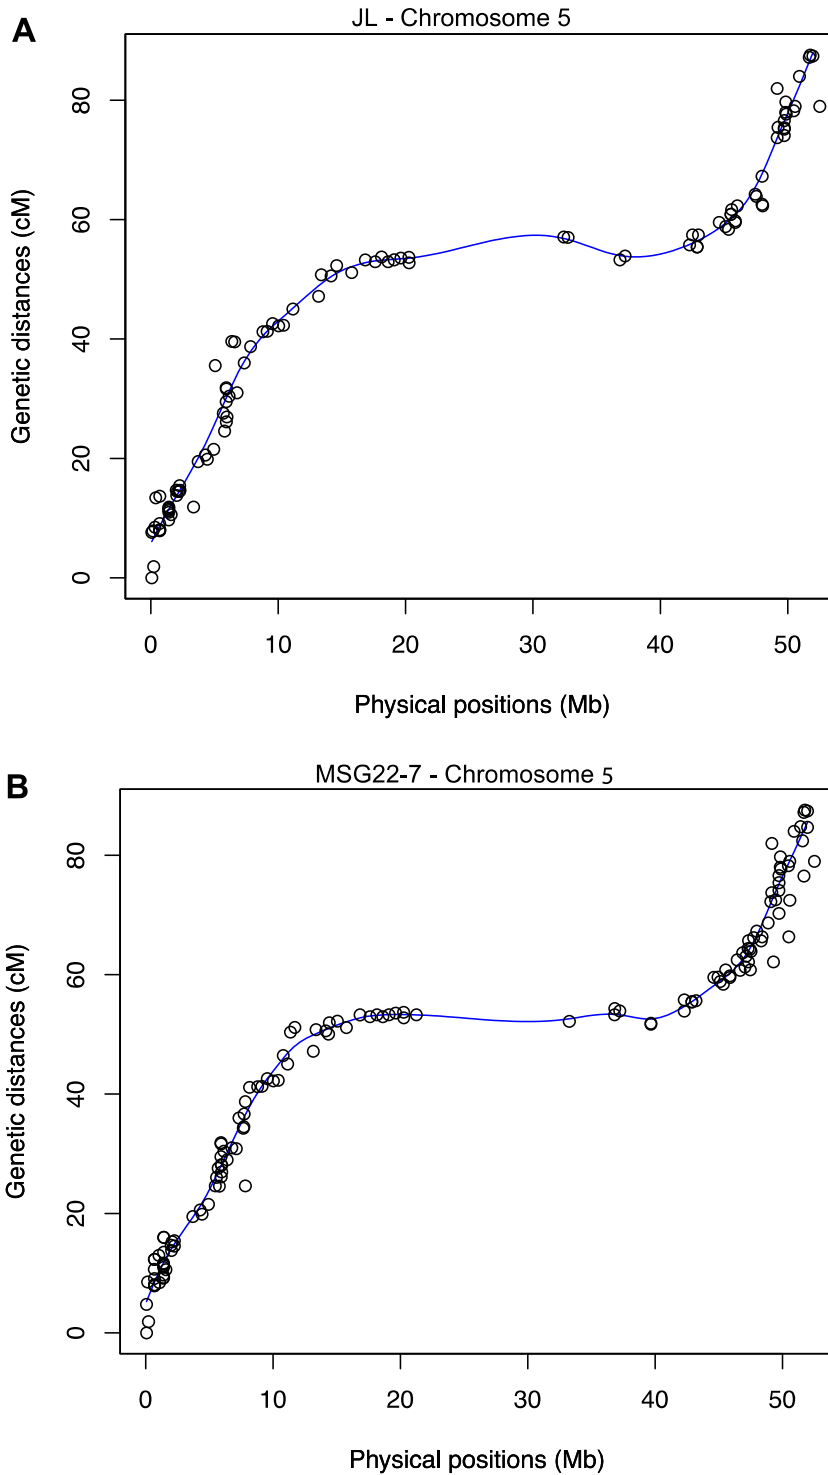 A
JL - Chromosome 5
Genetic distances (cM)
80
60
40
20
0
0 10 20 30 40 50
Physical positions (Mb)
B
MSG22-7 - Chromosome 5
Genetic distances (cM)
80
60
40
20
0
0 10 20 30 40 50
Physical positions (Mb)